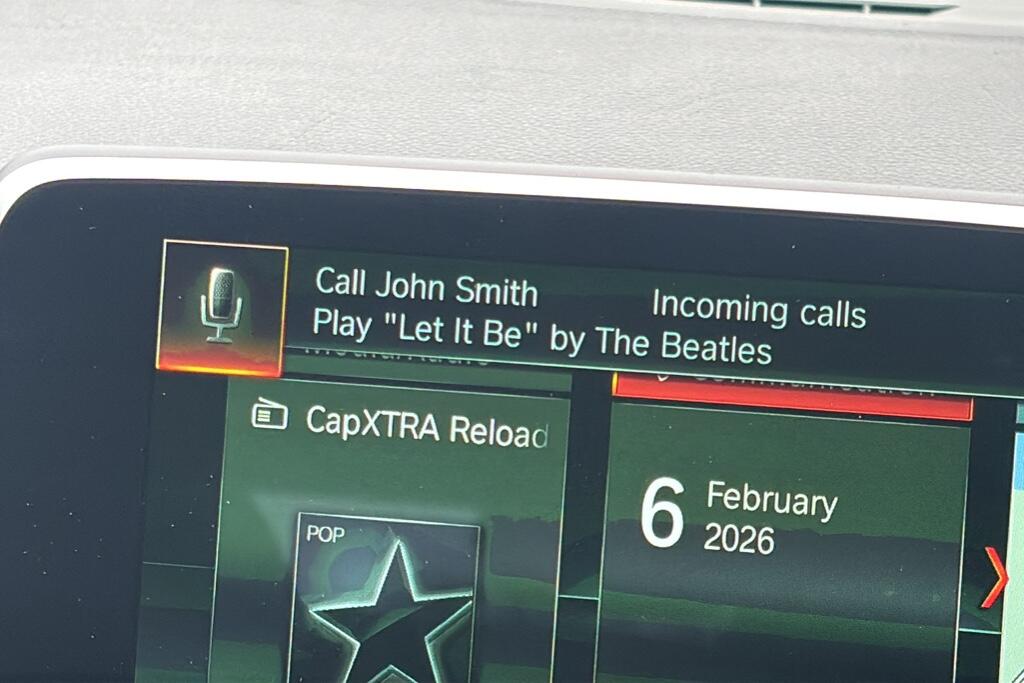 Call John Smith
Incoming calls
Play "Let It Be" by The Beatles
CapXTRA Reload
6 February
2026
POP